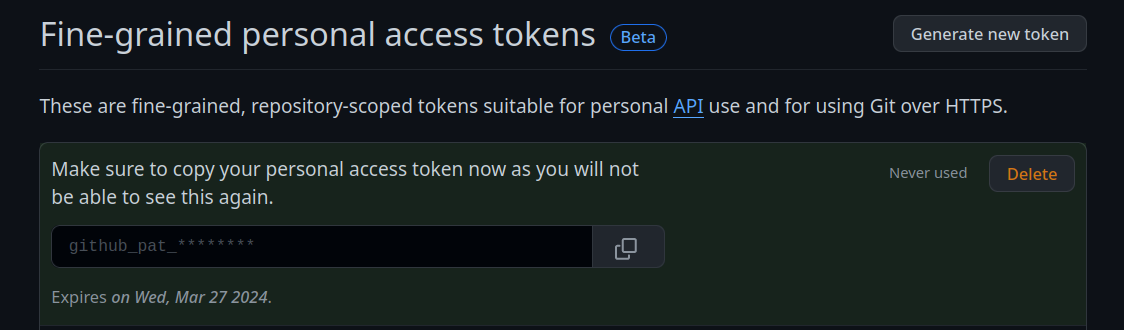 Fine-grained personal access tokens Beta Generate new token
These are fine-grained, repository-scoped tokens suitable for personal API use and for using Git over HTTPS.
Make sure to copy your personal access token now as you will not
be able to see this again.
Never used Delete
github_pat_********
Expires on Wed, Mar 27 2024.